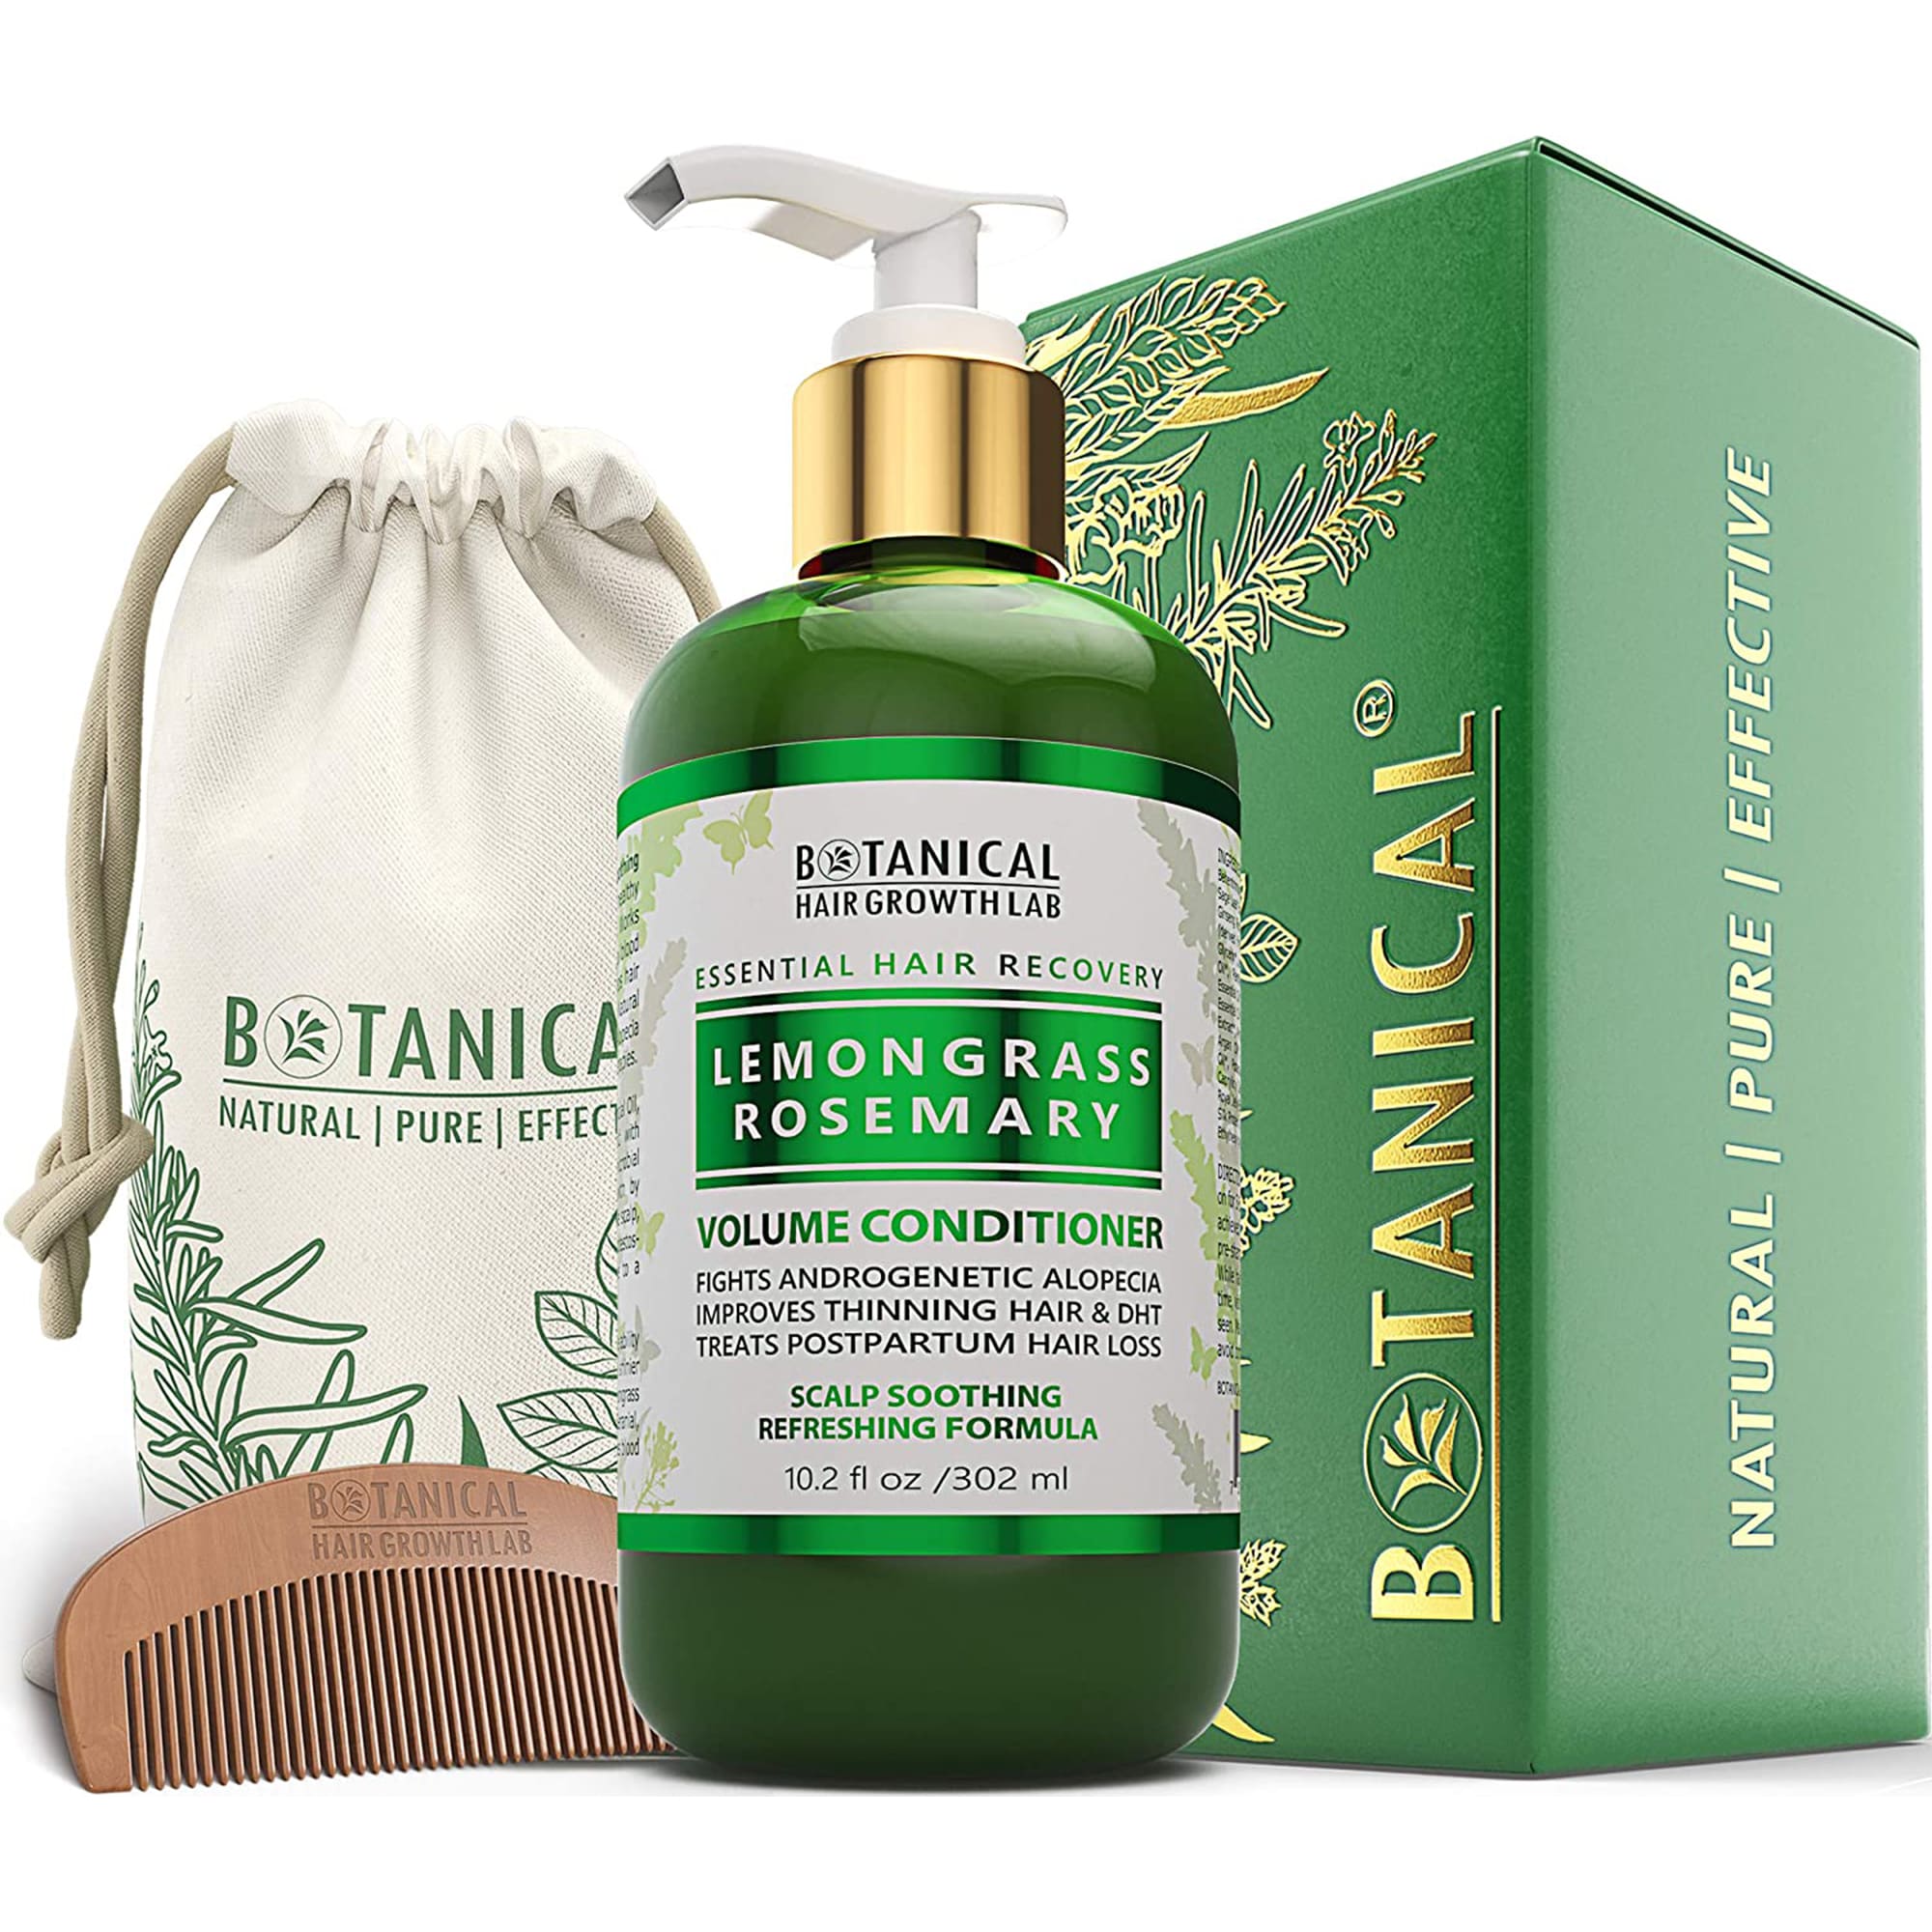 BOTANICAL
NATURAL | PURE |
BOTANICAL
HAIR GROWTH LAB
BOTANICAL
HAIR GROWTH LAB
ESSENTIAL HAIR RECOVERY
LEMONGRASS
ROSEMARY
VOLUME CONDITIONER
FIGHTS ANDROGENETIC ALOPECIA
IMPROVES THINNING HAIR & DHT
TREATS POSTPARTUM HAIR LOSS
SCALP SOOTHING
REFRESHING FORMULA
10.2 fl oz /302 ml
BOTANICAL®
NATURAL | PURE | EFFECTIVE